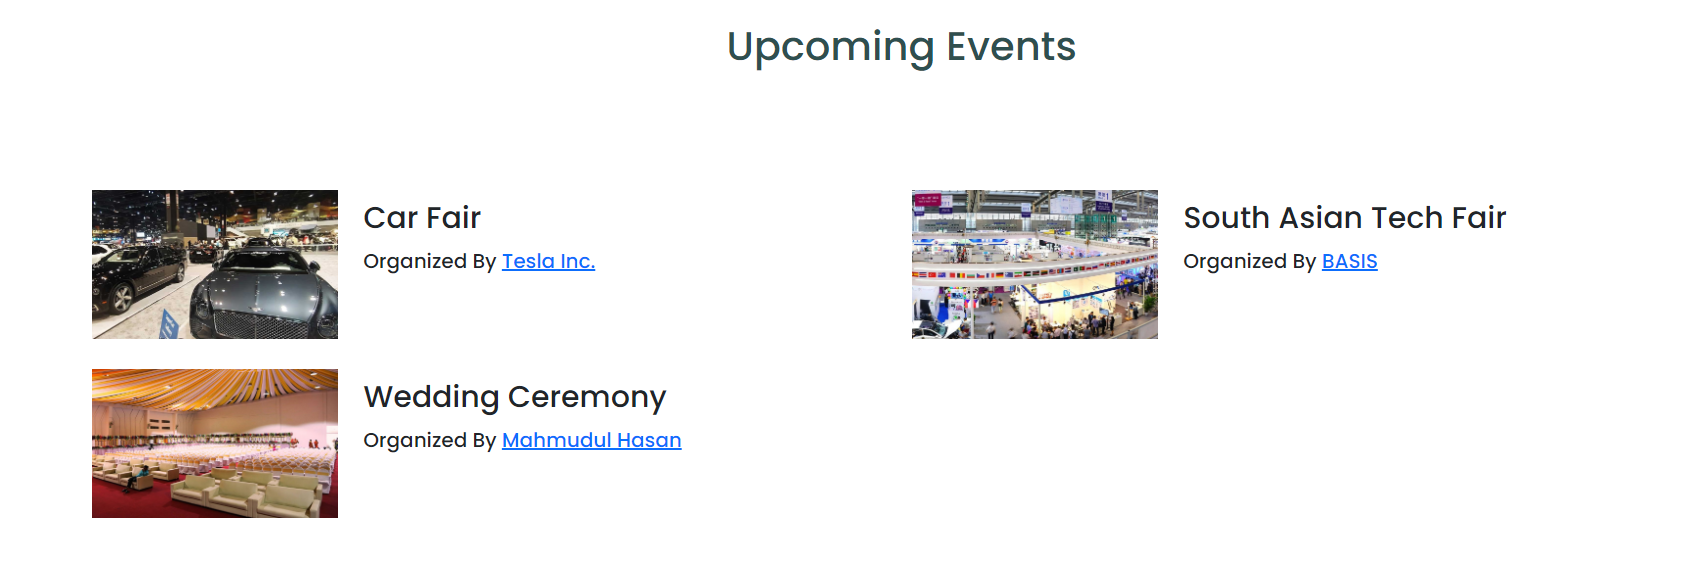 Upcoming Events
Car Fair
Organized By Tesla Inc.
South Asian Tech Fair
Organized By BASIS
Wedding Ceremony
Organized By Mahmudul Hasan